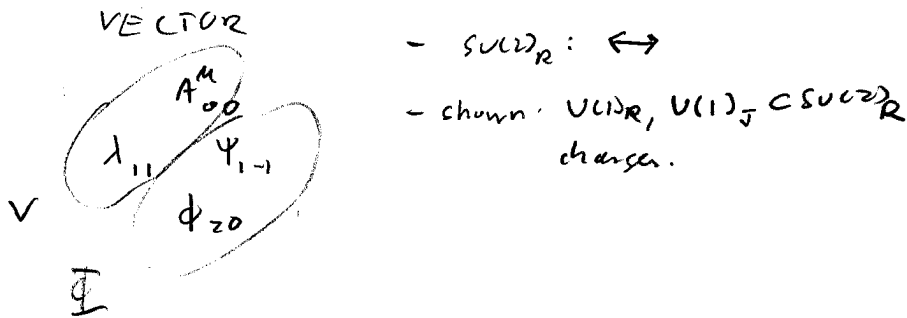 VECTOR
A^μ_00
λ_11 ψ_1-1
V φ_20
Φ
- SU(2)_R : ↔
- shown: U(1)_R, U(1)_J ⊂ SU(2)_R
charges.